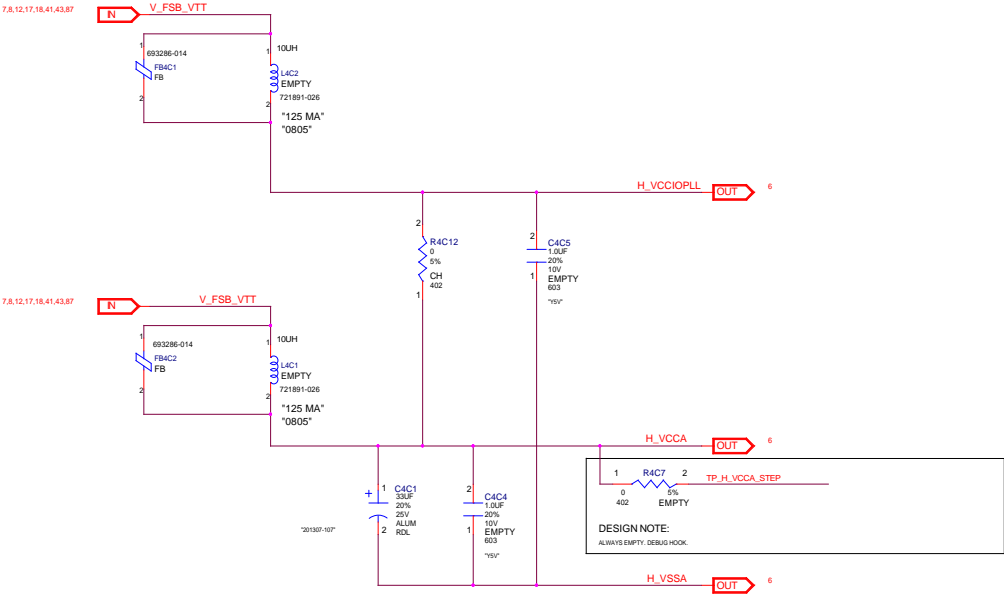 7,8,12,17,18,41,43,87
IN
V_FSB_VTT
1
693286-014
FB4C1
FB
2
1
10UH
L4C2
EMPTY
721891-026
2
"125 MA"
"0805"
H_VCCIOPLL
OUT
6
2
R4C12
0
5%
CH
402
1
2
C4C5
1.0UF
20%
10V
EMPTY
603
1
"Y5V"
7,8,12,17,18,41,43,87
IN
V_FSB_VTT
1
693286-014
FB4C2
FB
2
1
10UH
L4C1
EMPTY
721891-026
2
"125 MA"
"0805"
H_VCCA
OUT
6
1
R4C7
2
TP_H_VCCA_STEP
0
5%
402
EMPTY
DESIGN NOTE:
ALWAYS EMPTY. DEBUG HOOK.
+
1
C4C1
33UF
20%
25V
ALUM
2
RDL
"201307-107"
2
C4C4
1.0UF
20%
10V
1
EMPTY
603
"Y5V"
H_VSSA
OUT
6